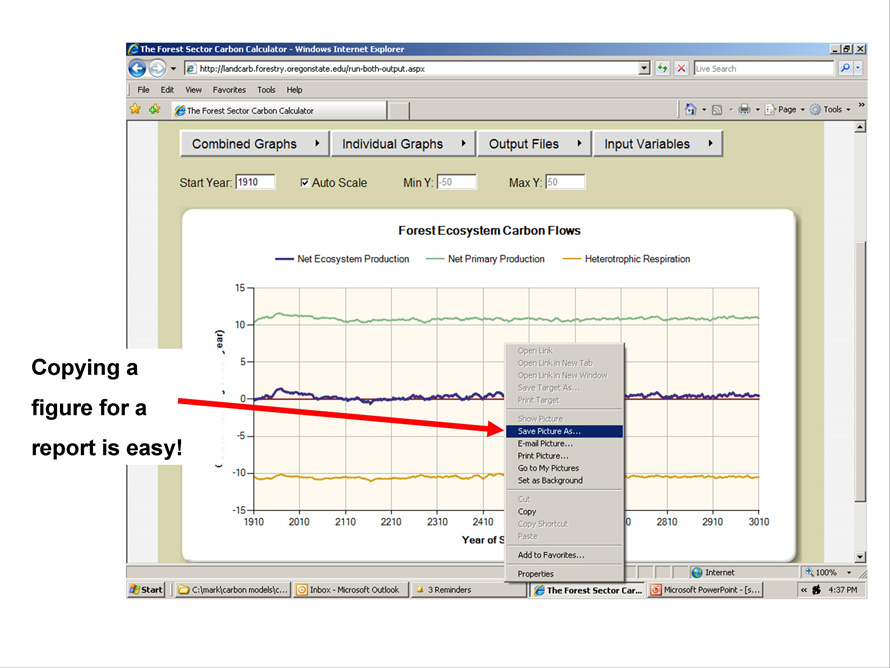 The Forest Sector Carbon Calculator - Windows Internet Explorer
http://landcarb.forestry.oregonstate.edu/run-both-output.aspx
Live Search
File Edit View Favorites Tools Help
The Forest Sector Carbon Calculator
Page Tools »
Combined Graphs Individual Graphs Output Files Input Variables
Start Year: 1910 Auto Scale Min Y: -50 Max Y: 50
Forest Ecosystem Carbon Flows
Net Ecosystem Production Net Primary Production Heterotrophic Respiration
15
10
5
0
-5
-10
-15
ear)
1910 2010 2110 2210 2310 2410 0 2810 2910 3010
Year of S
Copying a
figure for a
report is easy!
Open Link
Open Link in New Tab
Open Link in New Window
Save Target As...
Print Target
Show Picture
Save Picture As...
E-mail Picture...
Print Picture...
Go to My Pictures
Set as Background
Cut
Copy
Copy Shortcut
Paste
Add to Favorites...
Properties
Internet 100%
Start C:\mark\carbon models\c... Inbox - Microsoft Outlook 3 Reminders The Forest Sector Car... Microsoft PowerPoint - [s... « 4:37 PM